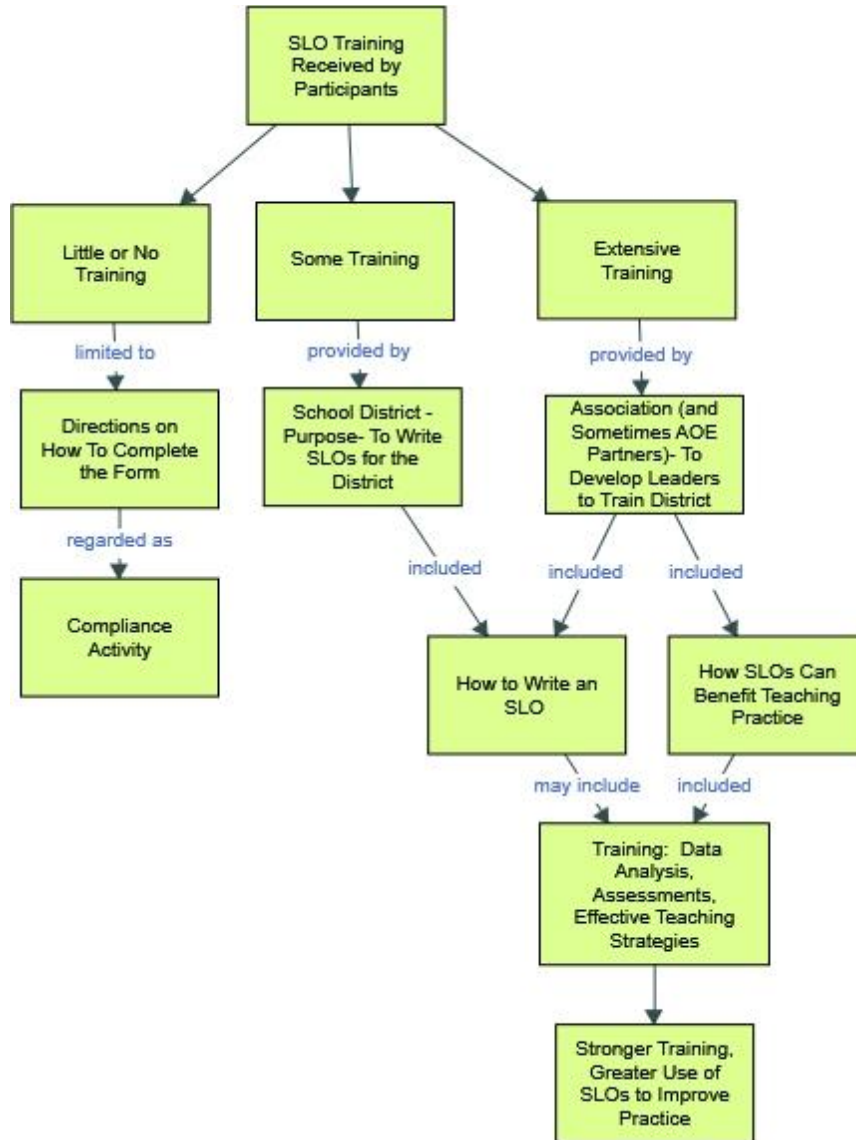 SLO Training
Received by
Participants
Little or No
Training
Some Training
Extensive
Training
limited to
provided by
provided by
Directions on
How To Complete
the Form
School District -
Purpose- To Write
SLOs for the
District
Association (and
Sometimes AOE
Partners)- To
Develop Leaders
to Train District
regarded as
included
included
included
Compliance
Activity
How to Write an
SLO
How SLOs Can
Benefit Teaching
Practice
may include
included
Training:  Data
Analysis,
Assessments,
Effective Teaching
Strategies
Stronger Training,
Greater Use of
SLOs to Improve
Practice